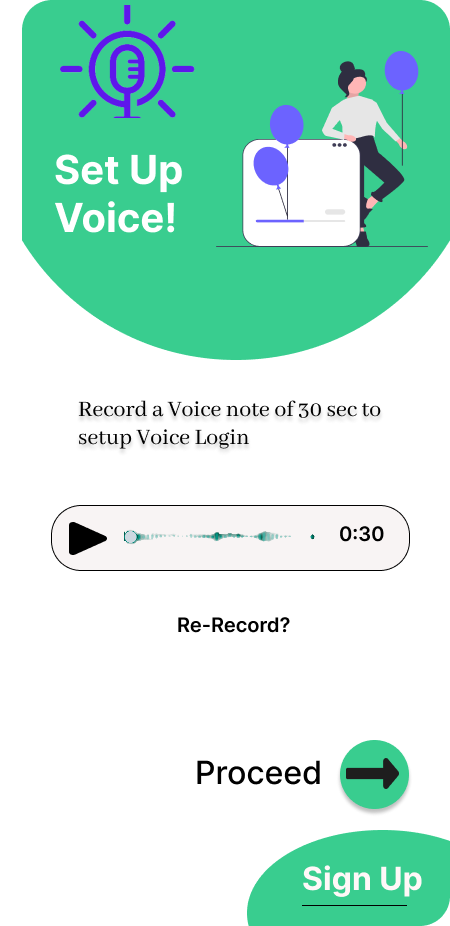 Set Up
Voice!
Record a Voice note of 30 sec to
setup Voice Login
0:30
Re-Record?
Proceed
Sign Up